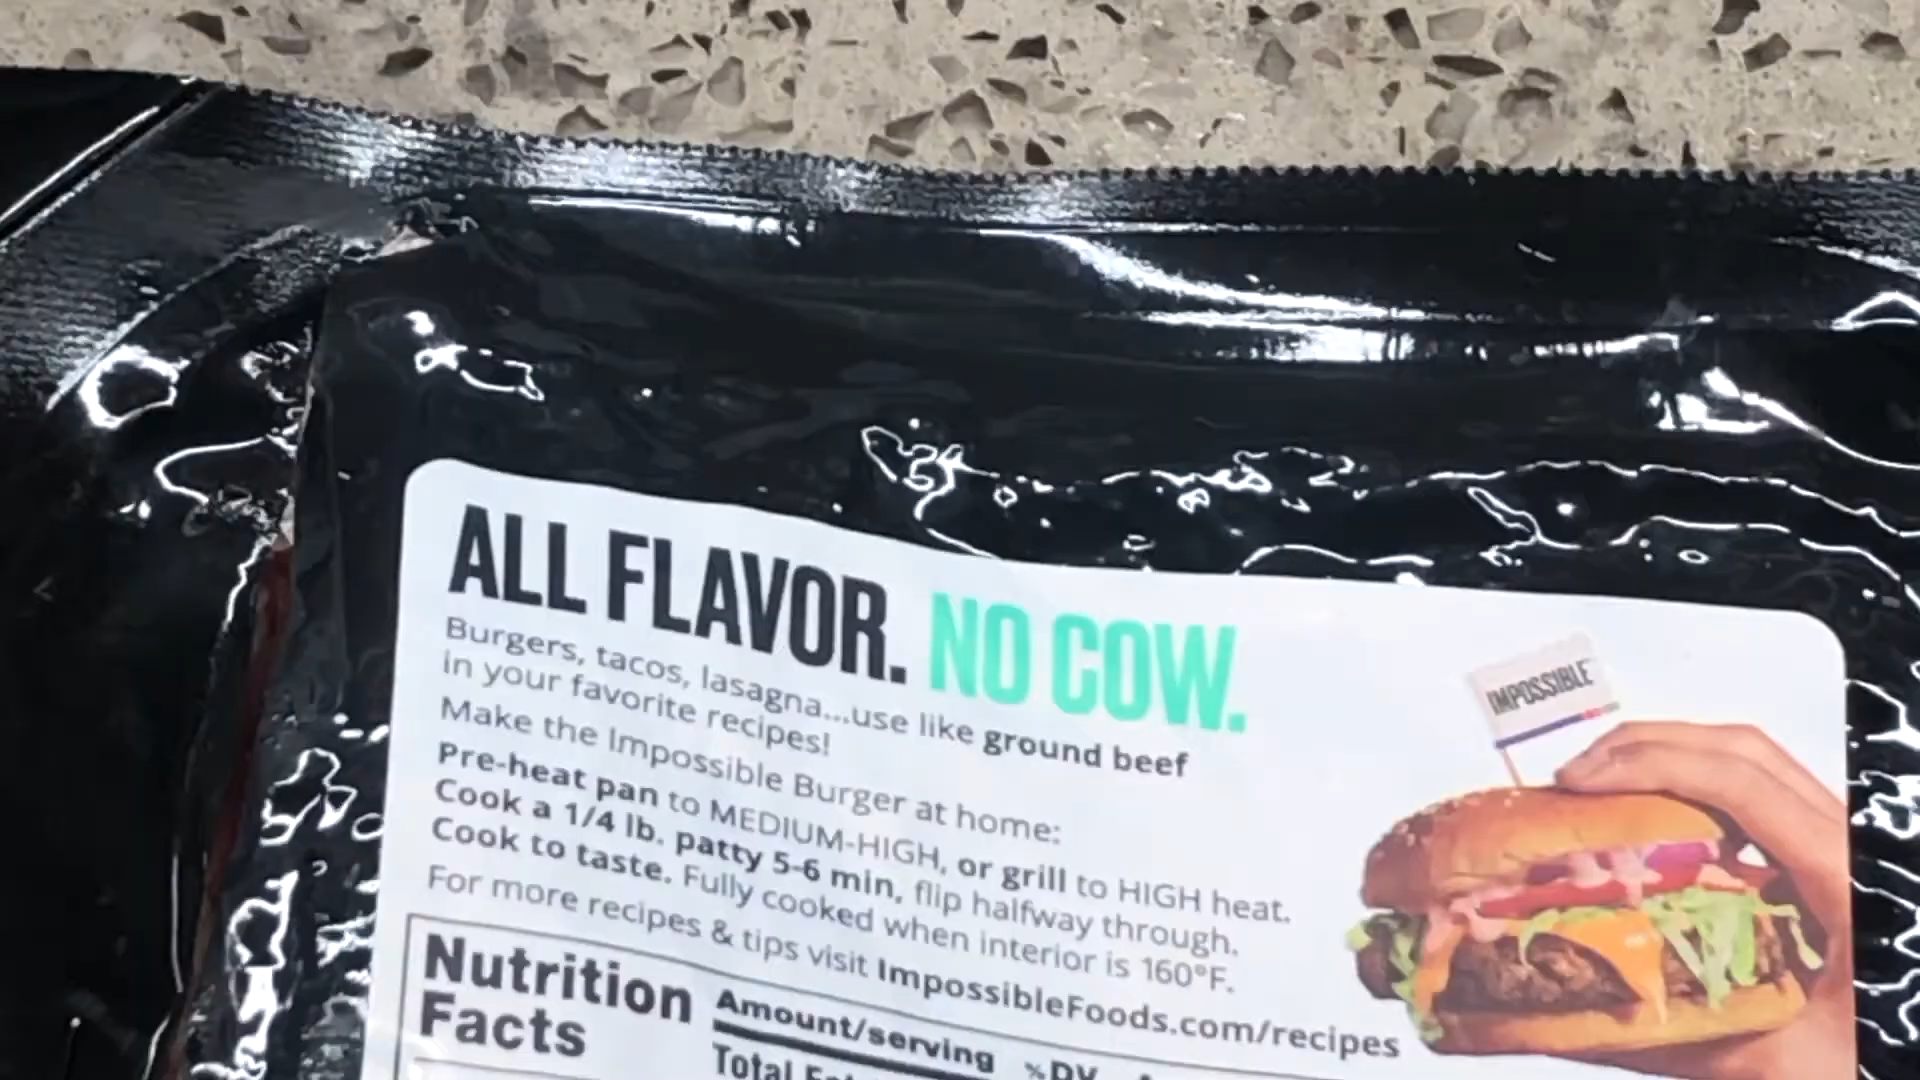 ALL FLAVOR. NO COW.
Burgers, tacos, lasagna...use like ground beef
in your favorite recipes!
Make the Impossible Burger at home:
Pre-heat pan to MEDIUM-HIGH, or grill to HIGH heat.
Cook a 1/4 lb. patty 5-6 min, flip halfway through.
Cook to taste. Fully cooked when interior is 160°F.
For more recipes & tips visit ImpossibleFoods.com/recipes
IMPOSSIBLE™
Nutrition
Facts
Amount/serving %DV
Total